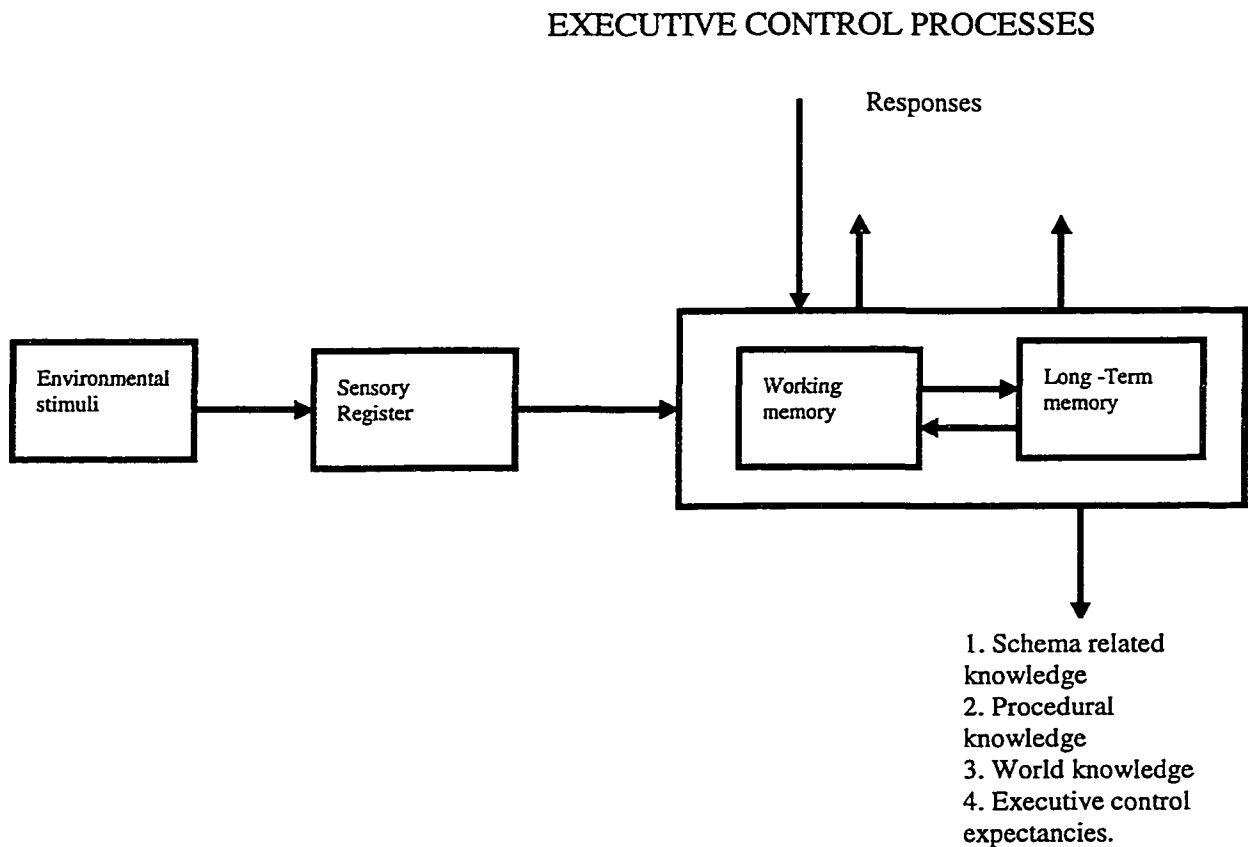 EXECUTIVE CONTROL PROCESSES
Responses
Environmental
stimuli
Sensory
Register
Working
memory
Long -Term
memory
1. Schema related
knowledge
2. Procedural
knowledge
3. World knowledge
4. Executive control
expectancies.